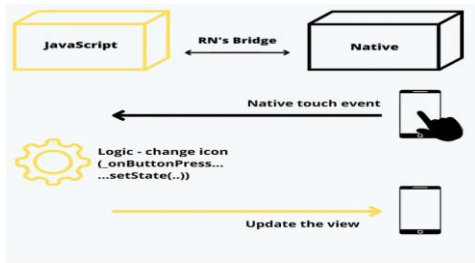 JavaScript
RN's Bridge
Native
Native touch event
Logic - change icon
(_onButtonPress...
...setState(..))
Update the view